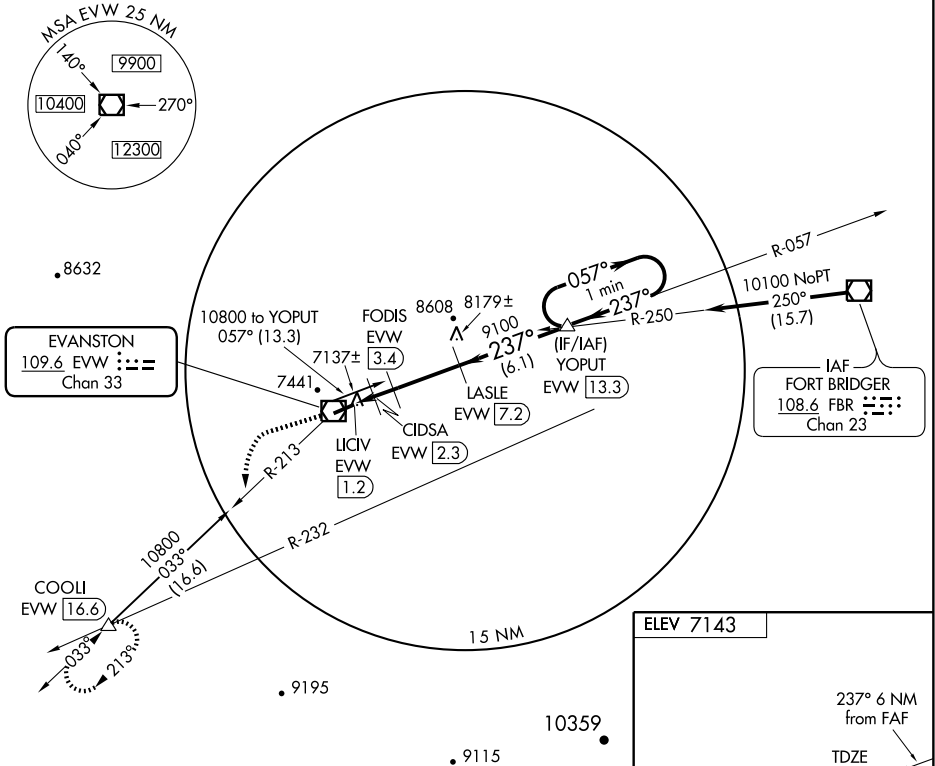 MSA EVW 25 NM
140°
9900
10400
270°
040°
12300
8632
R-057
10100 NoPT
250°
(15.7)
R-250
057°
1 min
237°
8608
8179±
9100
237°
(6.1)
(IF/IAF)
YOPUT
EVW 13.3
10800 to YOPUT
057° (13.3)
FODIS
EVW
3.4
EVANSTON
109.6 EVW
Chan 33
7137±
7441
IAF
FORT BRIDGER
108.6 FBR
Chan 23
LASLE
EVW 7.2
CIDSA
EVW 2.3
LICIV
EVW
1.2
R-213
R-232
10800
033°
(16.6)
COOLI
EVW 16.6
033°
213°
15 NM
9195
10359
9115
ELEV 7143
237° 6 NM
from FAF
TDZE